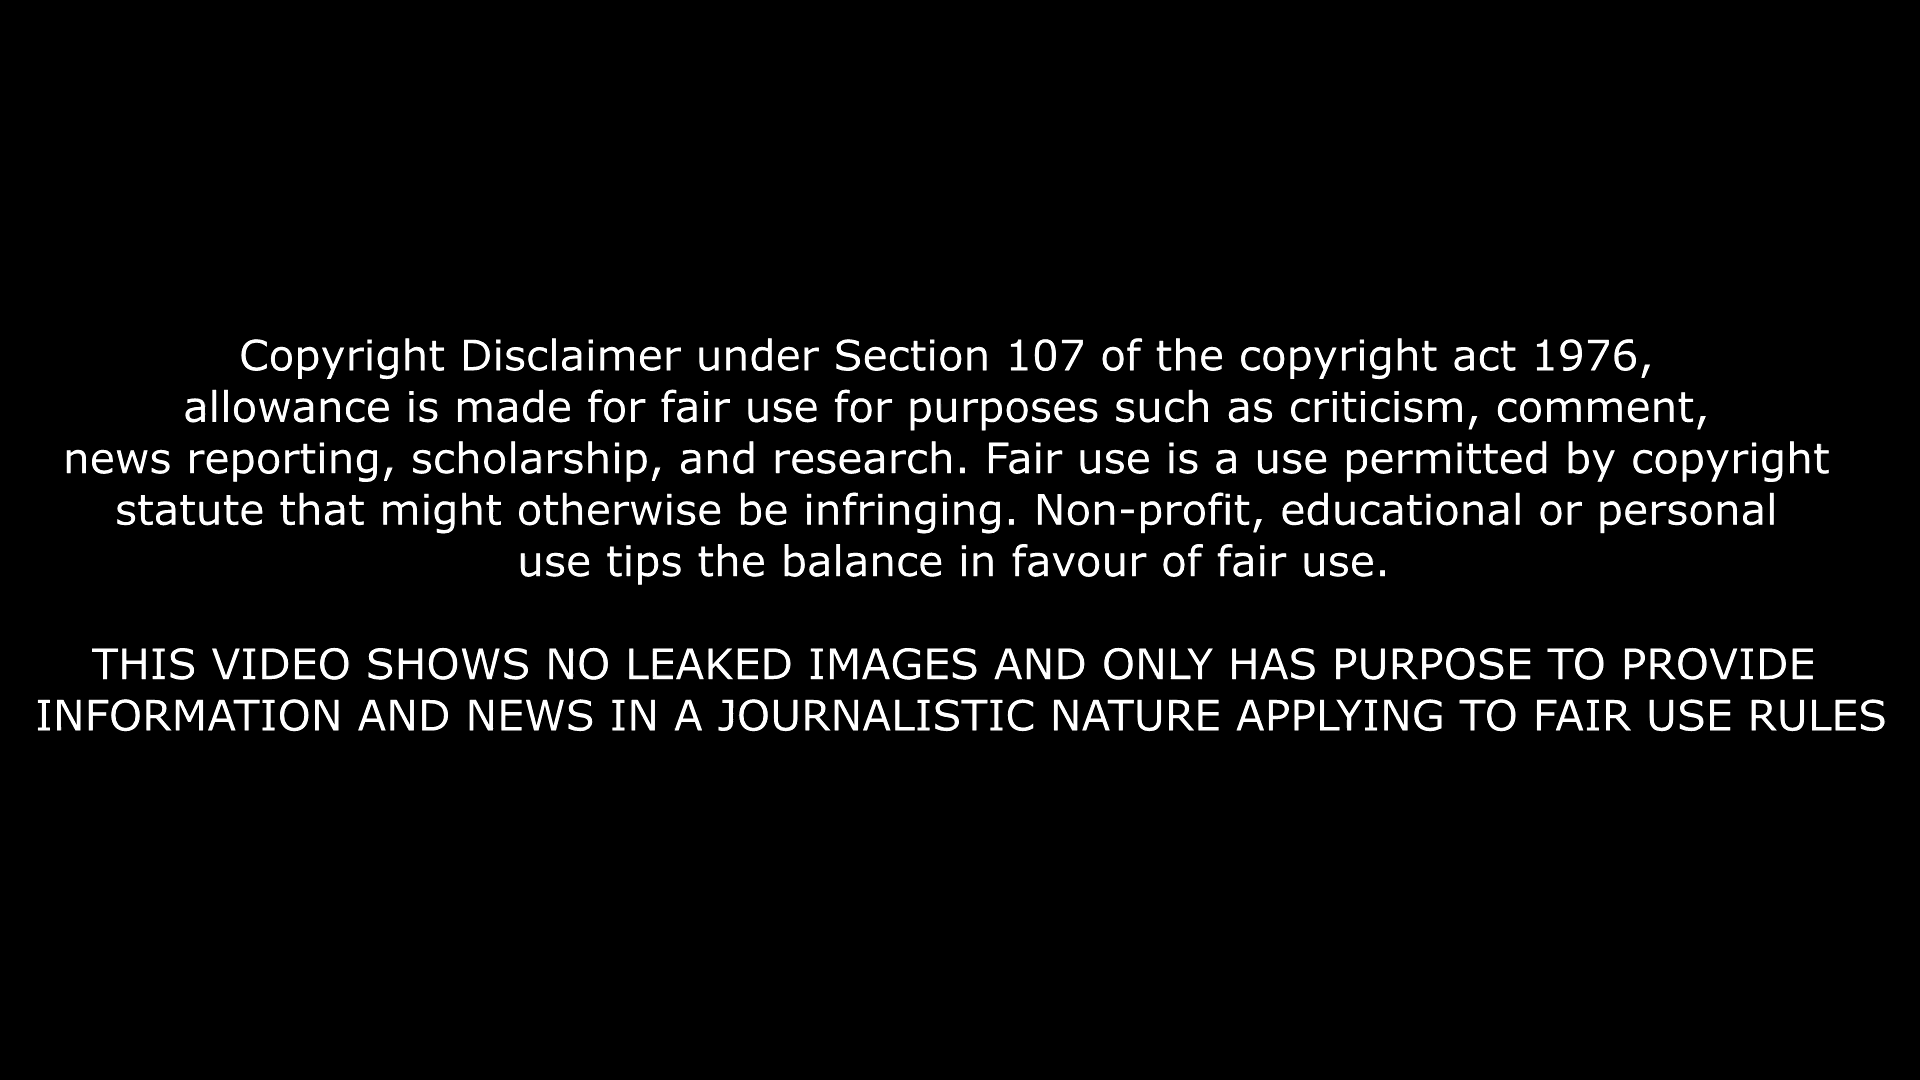 Copyright Disclaimer under Section 107 of the copyright act 1976,
allowance is made for fair use for purposes such as criticism, comment,
news reporting, scholarship, and research. Fair use is a use permitted by copyright
statute that might otherwise be infringing. Non-profit, educational or personal
use tips the balance in favour of fair use.
THIS VIDEO SHOWS NO LEAKED IMAGES AND ONLY HAS PURPOSE TO PROVIDE
INFORMATION AND NEWS IN A JOURNALISTIC NATURE APPLYING TO FAIR USE RULES